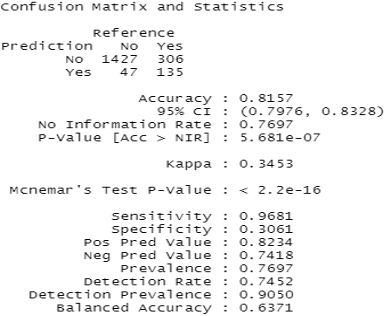 Confusion Matrix and Statistics
Reference
Prediction No Yes
No 1427 306
Yes 47 135
Accuracy : 0.8157
95% CI : (0.7976, 0.8328)
No Information Rate : 0.7697
P-Value [Acc > NIR] : 5.681e-07
Kappa : 0.3453
Mcnemar's Test P-Value : < 2.2e-16
Sensitivity : 0.9681
Specificity : 0.3061
Pos Pred Value : 0.8234
Neg Pred Value : 0.7418
Prevalence : 0.7697
Detection Rate : 0.7452
Detection Prevalence : 0.9050
Balanced Accuracy : 0.6371